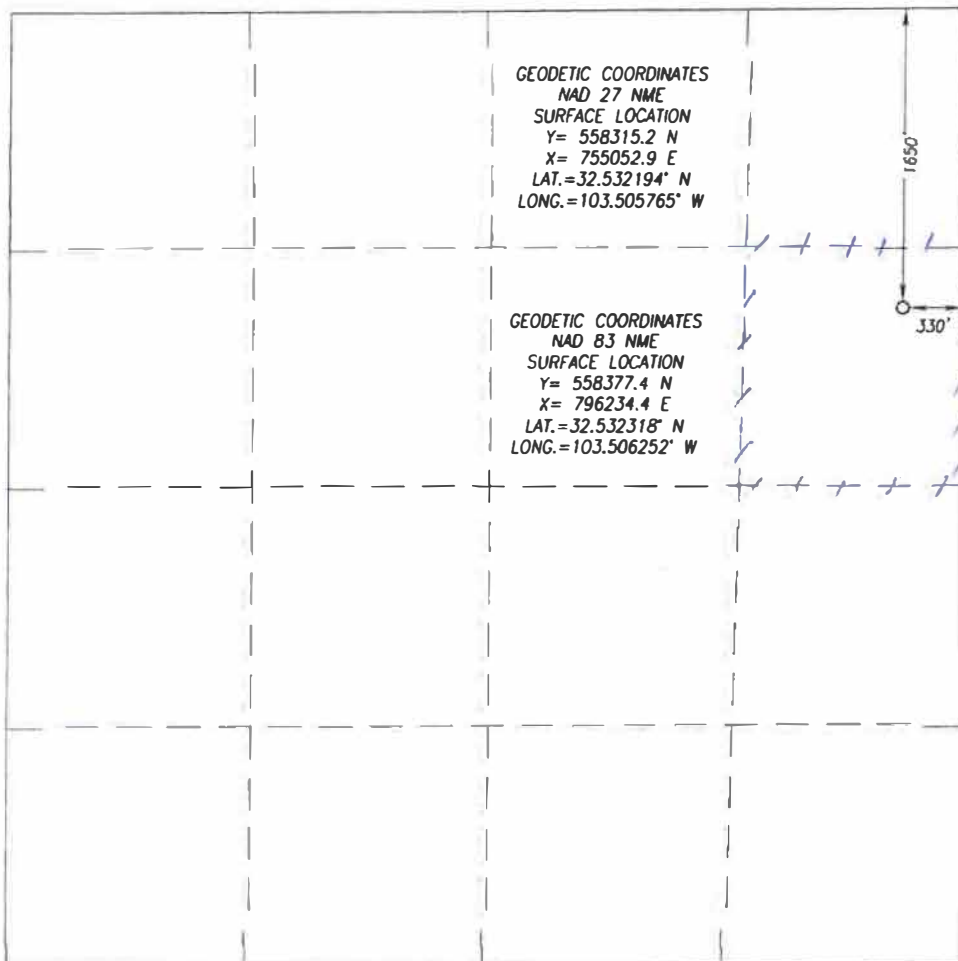 GEODETIC COORDINATES
NAD 27 NME
SURFACE LOCATION
Y= 558315.2 N
X= 755052.9 E
LAT.=32.532194° N
LONG.=103.505765° W
1650'
330'
GEODETIC COORDINATES
NAD 83 NME
SURFACE LOCATION
Y= 558377.4 N
X= 796234.4 E
LAT.=32.532318° N
LONG.=103.506252° W